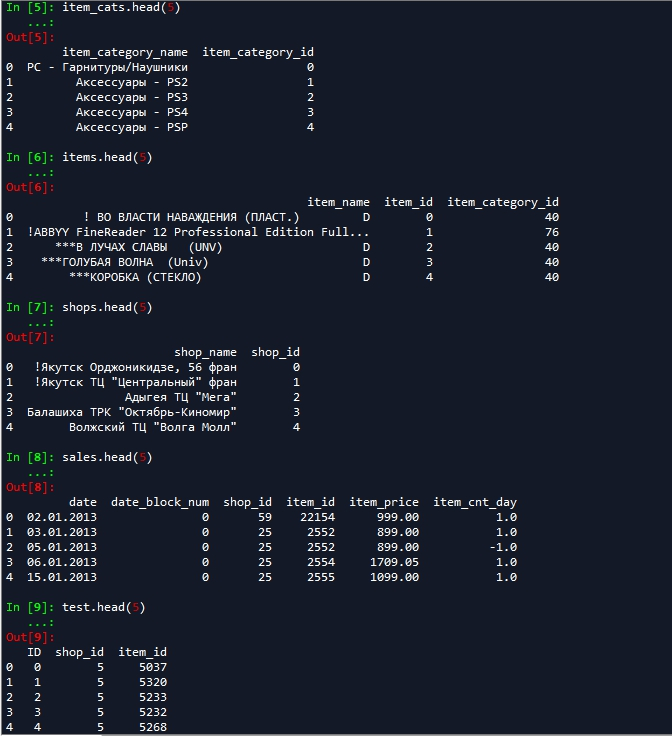 In [5]: item_cats.head(5)
...:
Out[5]:
item_category_name item_category_id
0 PC - Гарнитуры/Наушники 0
1 Аксессуары - PS2 1
2 Аксессуары - PS3 2
3 Аксессуары - PS4 3
4 Аксессуары - PSP 4
In [6]: items.head(5)
...:
Out[6]:
item_name item_id item_category_id
0 ! ВО ВЛАСТИ НАВАЖДЕНИЯ (ПЛАСТ.) D 0 40
1 !ABBYY FineReader 12 Professional Edition Full... 1 76
2 ***В ЛУЧАХ СЛАВЫ (UNV) D 2 40
3 ***ГОЛУБАЯ ВОЛНА (Univ) D 3 40
4 ***КОРОБКА (СТЕКЛО) D 4 40
In [7]: shops.head(5)
...:
Out[7]:
shop_name shop_id
0 !Якутск Орджоникидзе, 56 фран 0
1 !Якутск ТЦ "Центральный" фран 1
2 Адыгея ТЦ "Мега" 2
3 Балашиха ТРК "Октябрь-Киномир" 3
4 Волжский ТЦ "Волга Молл" 4
In [8]: sales.head(5)
...:
Out[8]:
date date_block_num shop_id item_id item_price item_cnt_day
0 02.01.2013 0 59 22154 999.00 1.0
1 03.01.2013 0 25 2552 899.00 1.0
2 05.01.2013 0 25 2552 899.00 -1.0
3 06.01.2013 0 25 2554 1709.05 1.0
4 15.01.2013 0 25 2555 1099.00 1.0
In [9]: test.head(5)
...:
Out[9]:
ID shop_id item_id
0 0 5 5037
1 1 5 5320
2 2 5 5233
3 3 5 5232
4 4 5 5268